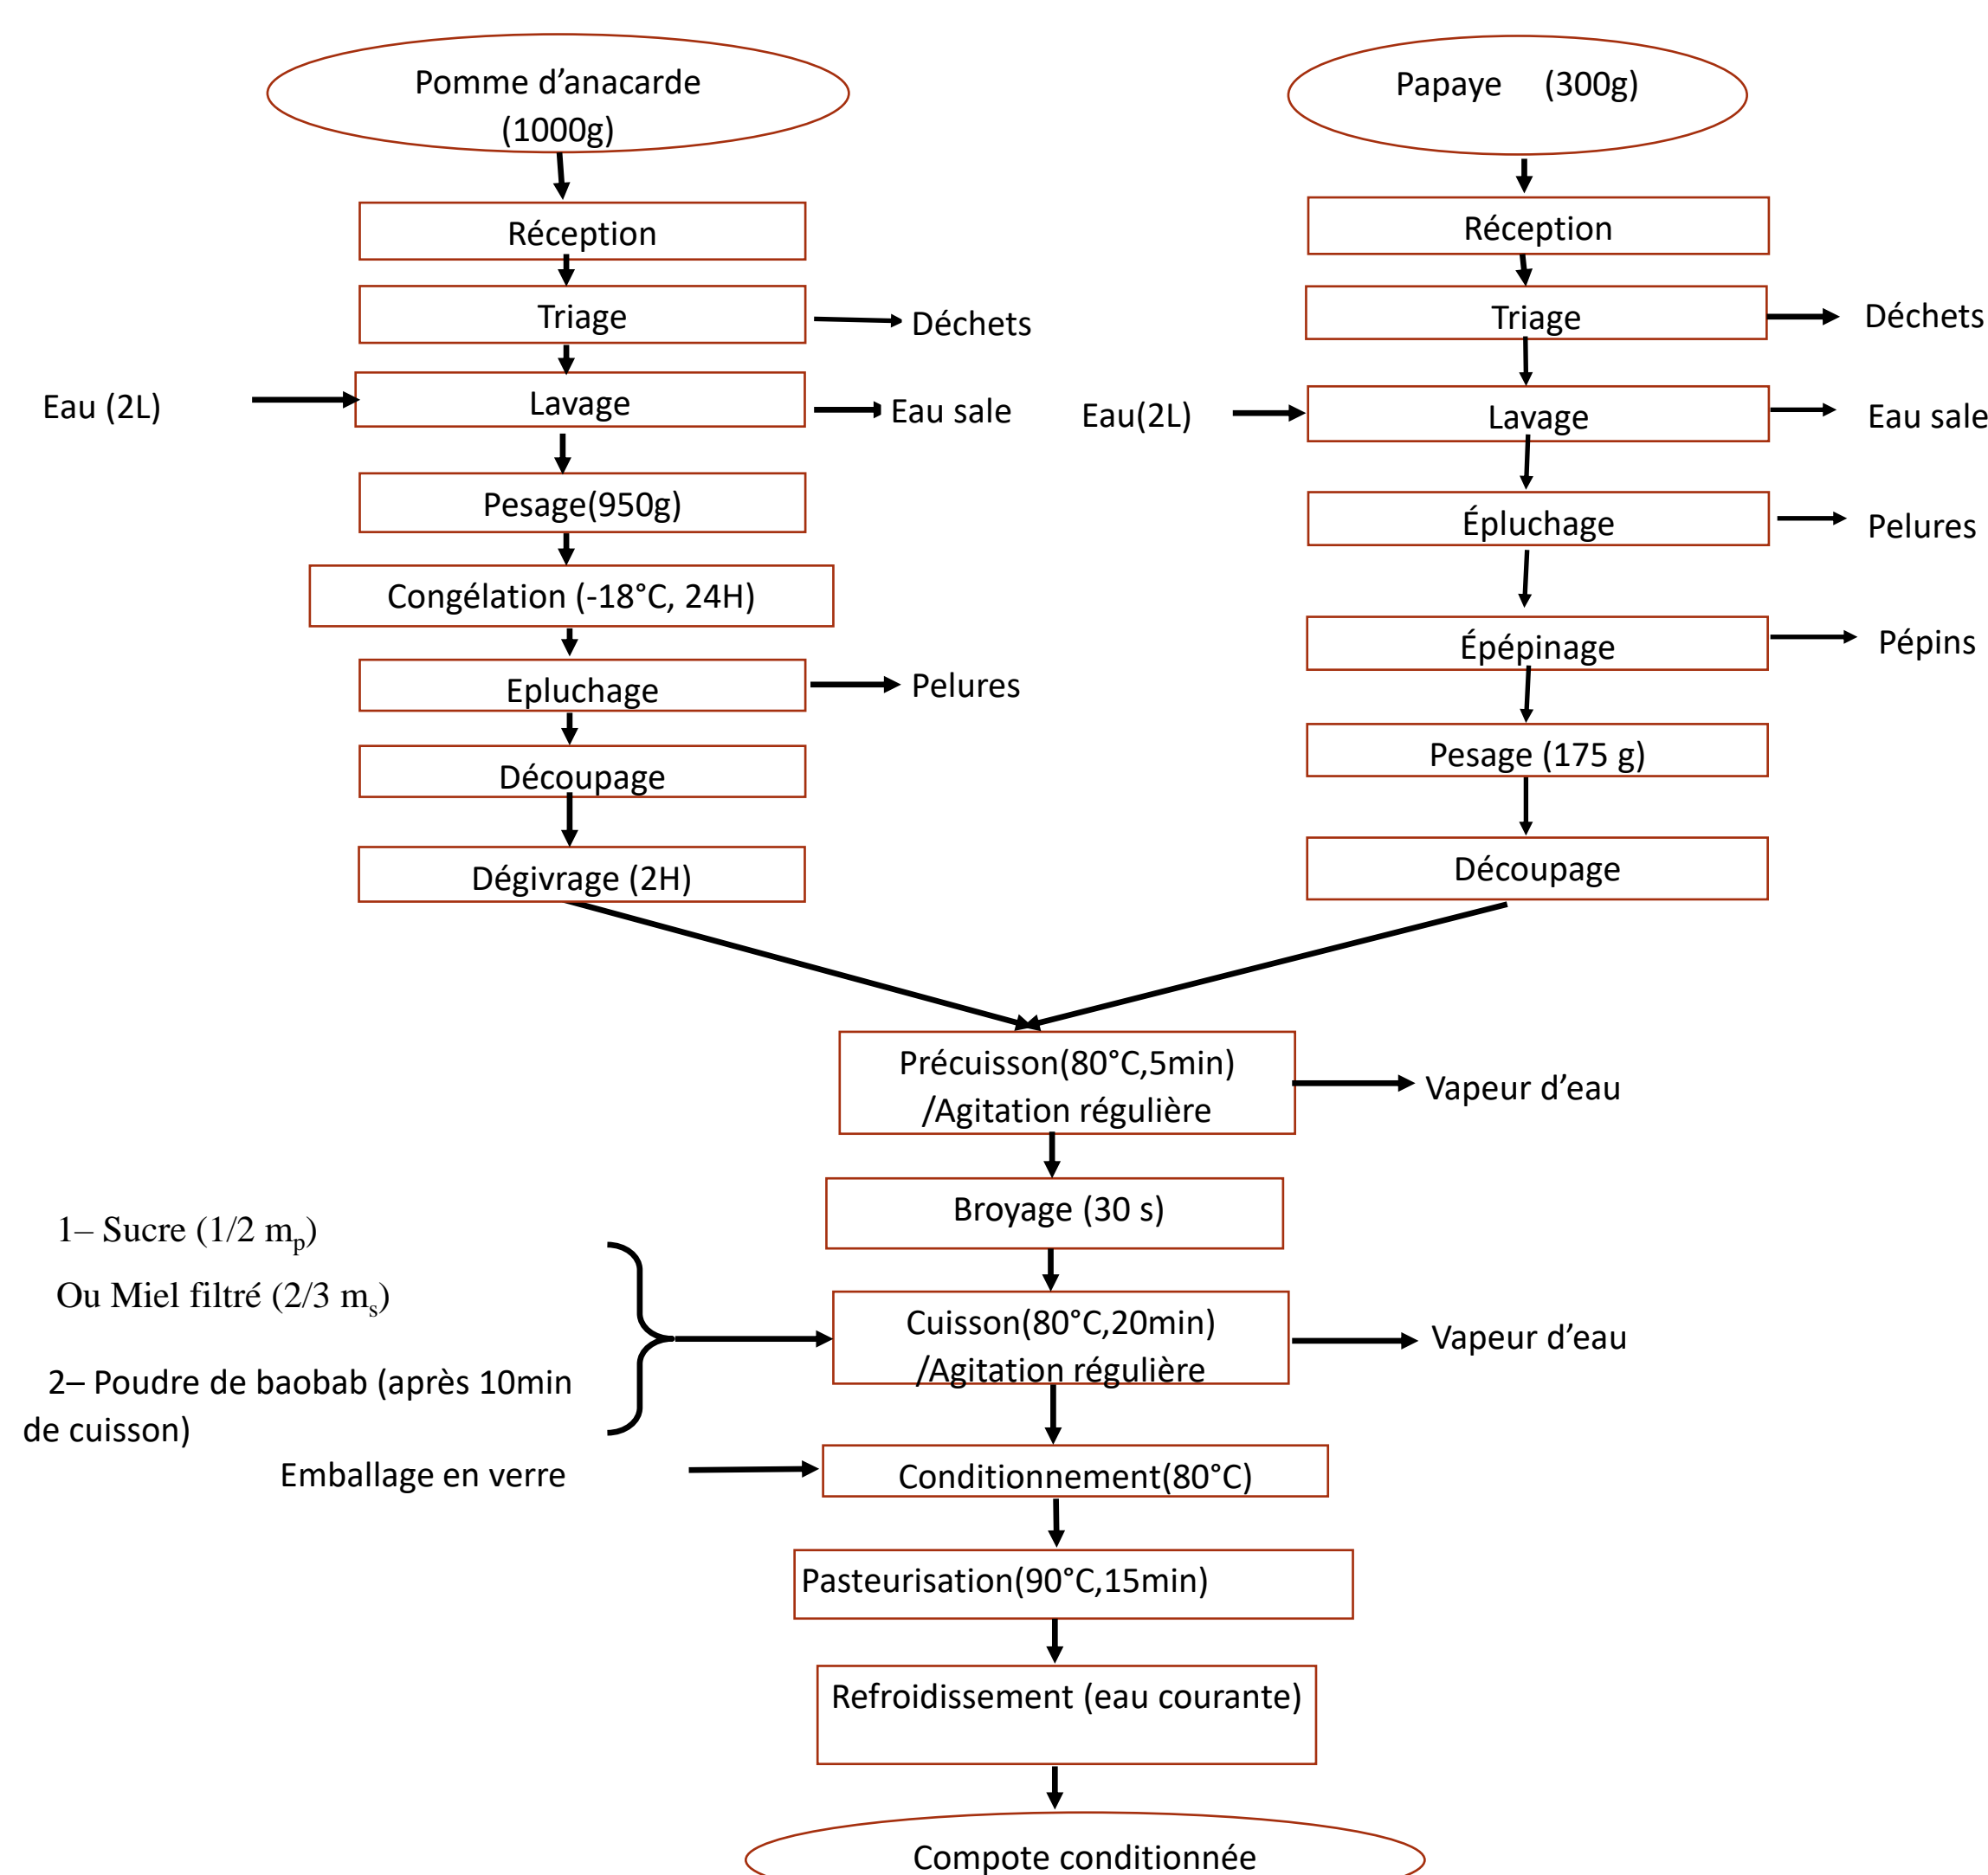 Pomme d’anacarde
(1000g)
Réception
Triage
Déchets
Eau (2L)
Lavage
Eau sale
Pesage(950g)
Congélation (-18°C, 24H)
Epluchage
Pelures
Découpage
Dégivrage (2H)
Papaye (300g)
Réception
Triage
Déchets
Eau(2L)
Lavage
Eau sale
Épluchage
Pelures
Épépinage
Pépins
Pesage (175 g)
Découpage
Précuisson(80°C,5min)
/Agitation régulière
Vapeur d’eau
Broyage (30 s)
1– Sucre (1/2 mp)
Ou Miel filtré (2/3 ms)
2– Poudre de baobab (après 10min
de cuisson)
Cuisson(80°C,20min)
/Agitation régulière
Vapeur d’eau
Emballage en verre
Conditionnement(80°C)
Pasteurisation(90°C,15min)
Refroidissement (eau courante)
Compote conditionnée